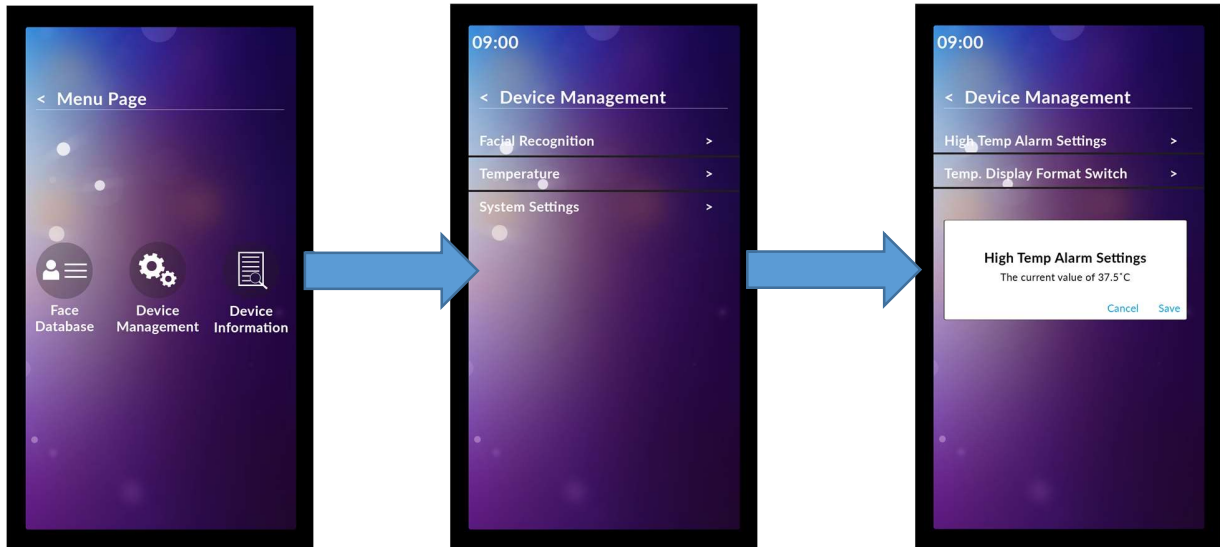 < Menu Page
Face
Database
Device
Management
Device
Information
09:00
< Device Management
Facial Recognition >
Temperature >
System Settings >
09:00
< Device Management
High Temp Alarm Settings >
Temp. Display Format Switch >
High Temp Alarm Settings
The current value of 37.5˚C
Cancel Save